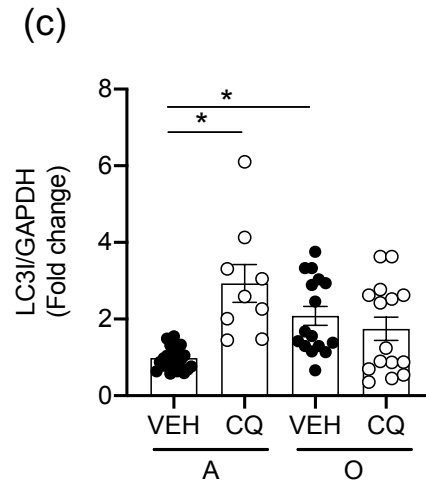 (c)
LC3I/GAPDH
(Fold change)
8
6
4
2
0
*
*
VEH CQ VEH CQ
A O